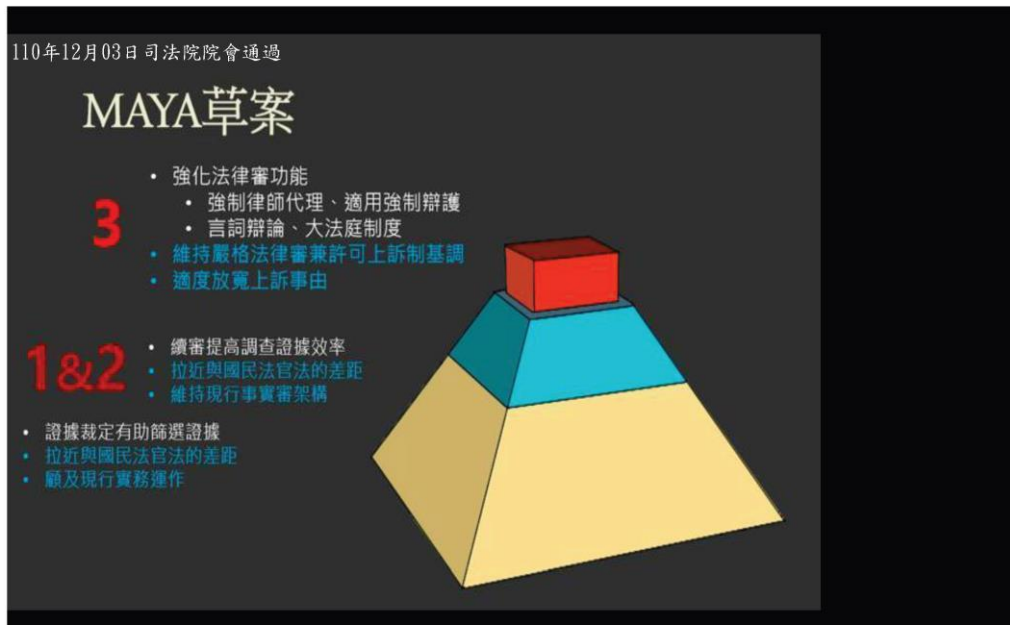 110年12月03日司法院院會通過
MAYA草案
3
• 強化法律審功能
• 強制律師代理、適用強制辯護
• 言詞辯論、大法庭制度
• 維持嚴格法律審兼許可上訴制基調
• 適度放寬上訴事由
1&2
• 續審提高調查證據效率
• 拉近與國民法官法的差距
• 維持現行事實審架構
• 證據裁定有助篩選證據
• 拉近與國民法官法的差距
• 顧及現行實務運作